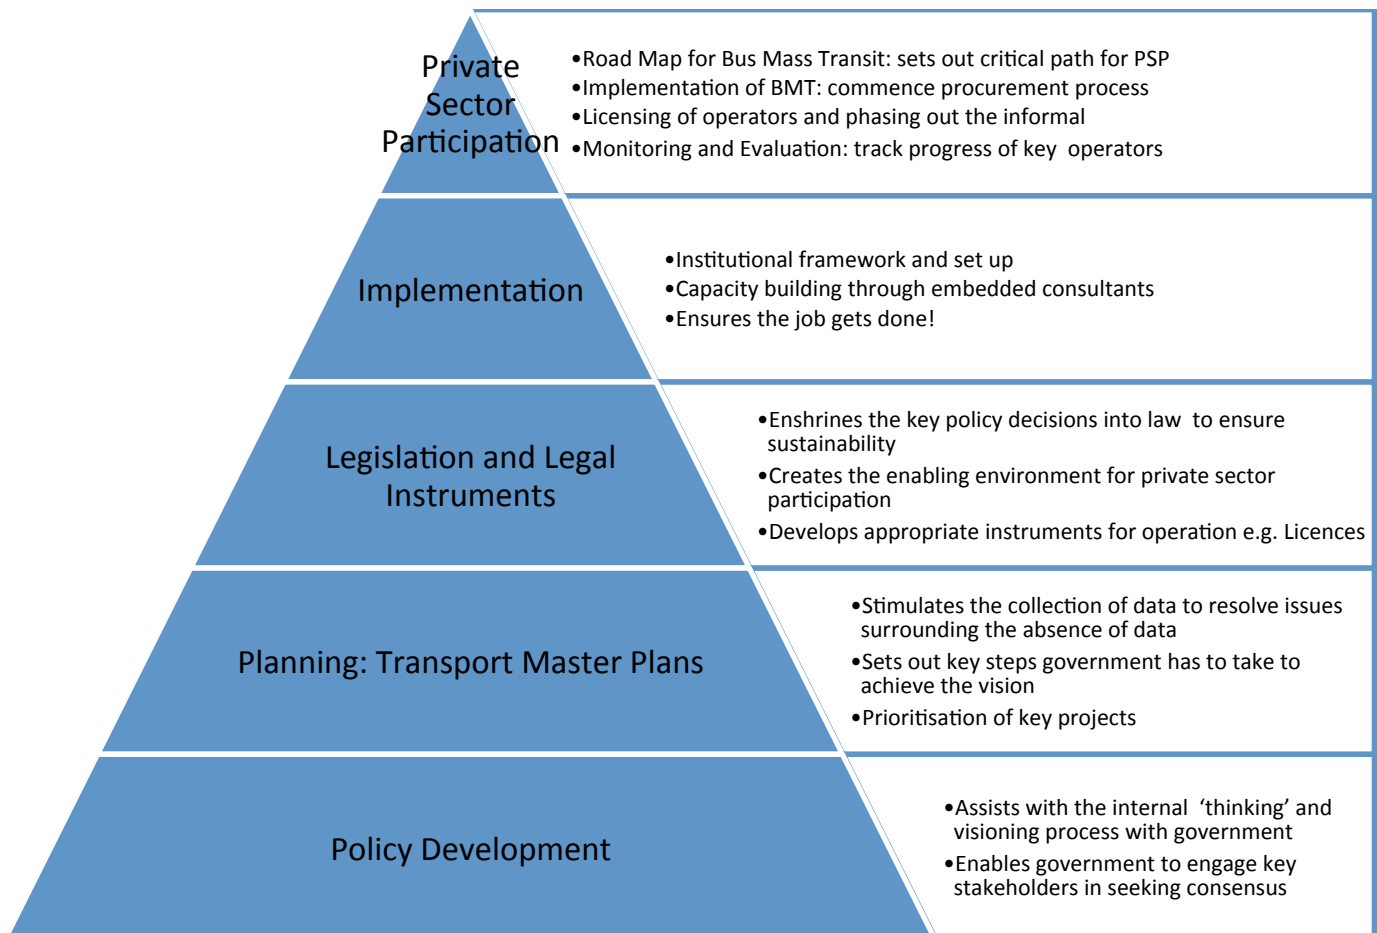 Private
Sector
Participation
•Road Map for Bus Mass Transit: sets out critical path for PSP
•Implementation of BMT: commence procurement process
•Licensing of operators and phasing out the informal
•Monitoring and Evaluation: track progress of key  operators
Implementation
•Institutional framework and set up
•Capacity building through embedded consultants
•Ensures the job gets done!
Legislation and Legal
Instruments
•Enshrines the key policy decisions into law  to ensure
sustainability
•Creates the enabling environment for private sector
participation
•Develops appropriate instruments for operation e.g. Licences
Planning: Transport Master Plans
•Stimulates the collection of data to resolve issues
surrounding the absence of data
•Sets out key steps government has to take to
achieve the vision
•Prioritisation of key projects
Policy Development
•Assists with the internal  ‘thinking’ and
visioning process with government
•Enables government to engage key
stakeholders in seeking consensus